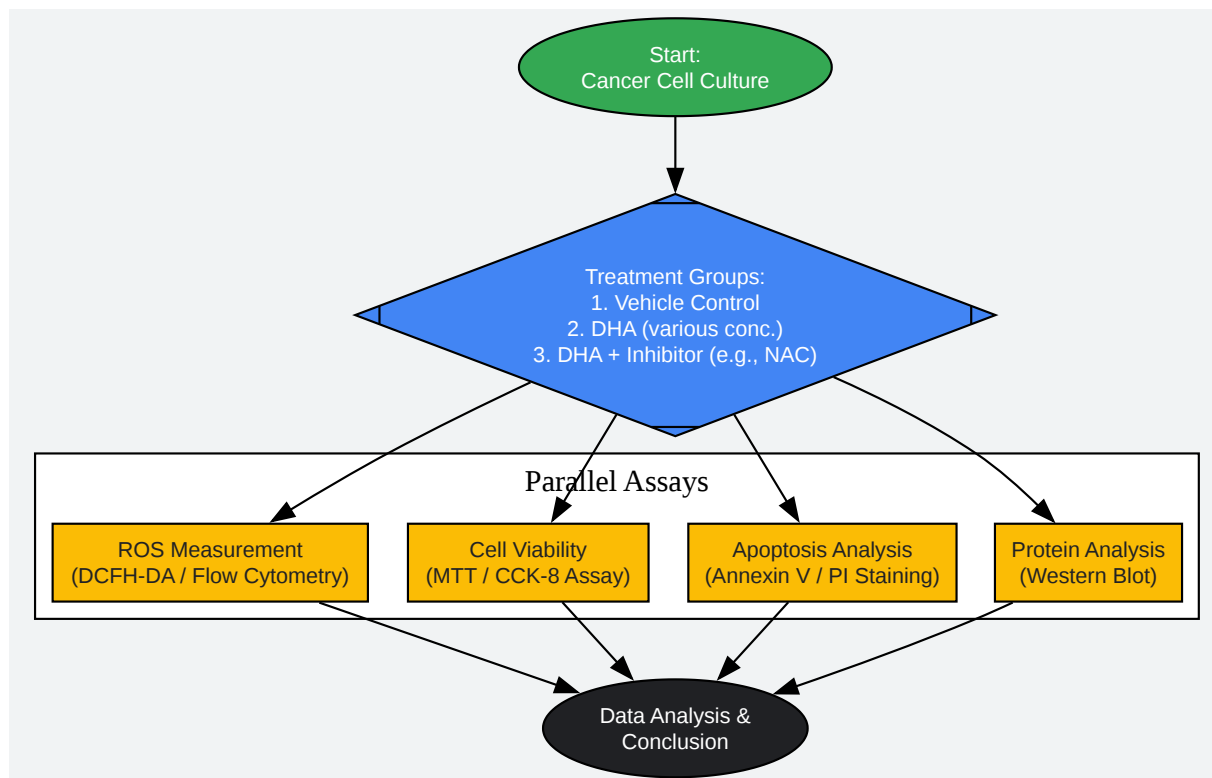 Start:
Cancer Cell Culture
Treatment Groups:
1. Vehicle Control
2. DHA (various conc.)
3. DHA + Inhibitor (e.g., NAC)
Parallel Assays
ROS Measurement
(DCFH-DA / Flow Cytometry)
Cell Viability
(MTT / CCK-8 Assay)
Apoptosis Analysis
(Annexin V / PI Staining)
Protein Analysis
(Western Blot)
Data Analysis &
Conclusion